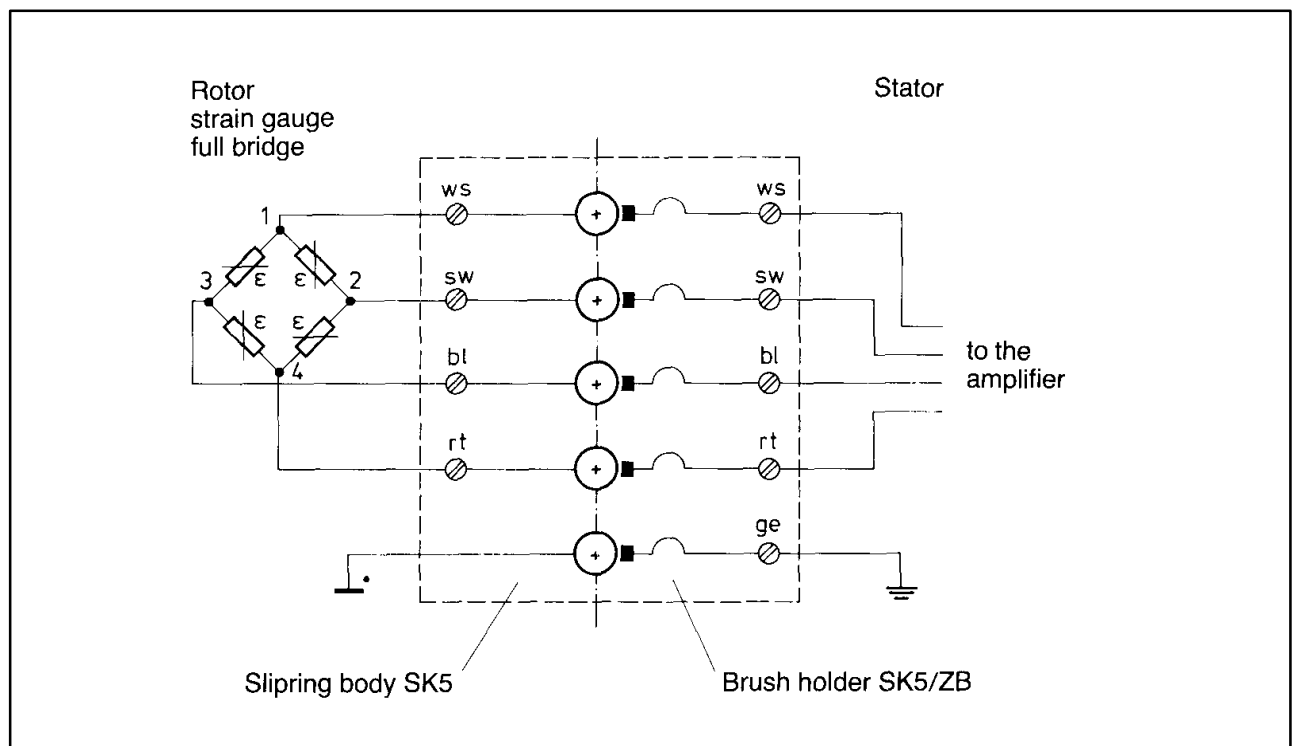 Rotor
strain gauge
full bridge
Stator
ws
ws
1
ε
ε
3
2
sw
sw
ε
ε
4
bl
bl
to the
amplifier
rt
rt
ge
Slipring body SK5
Brush holder SK5/ZB